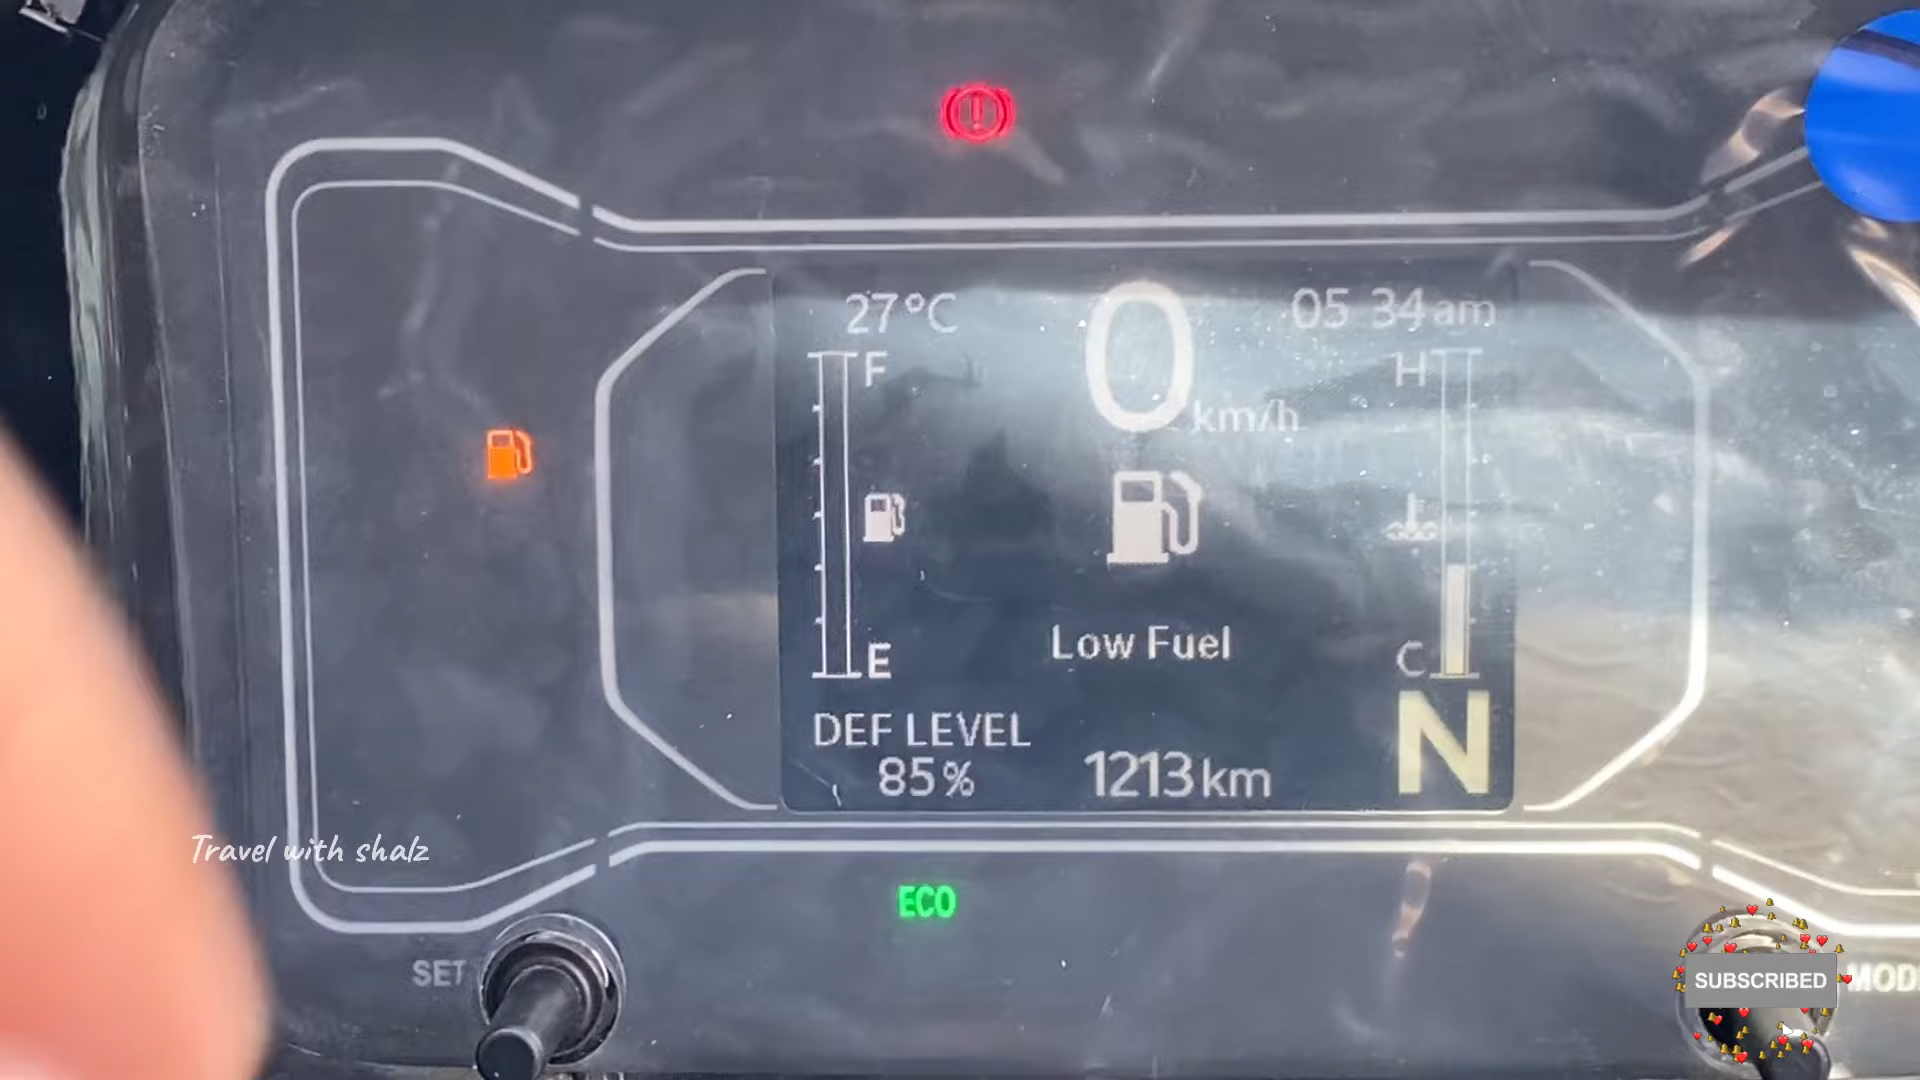 27°C
0
km/h
05 34 am
F
H
E
C
Low Fuel
DEF LEVEL
85%
1213 km
N
Travel with shalz
ECO
SET
SUBSCRIBED